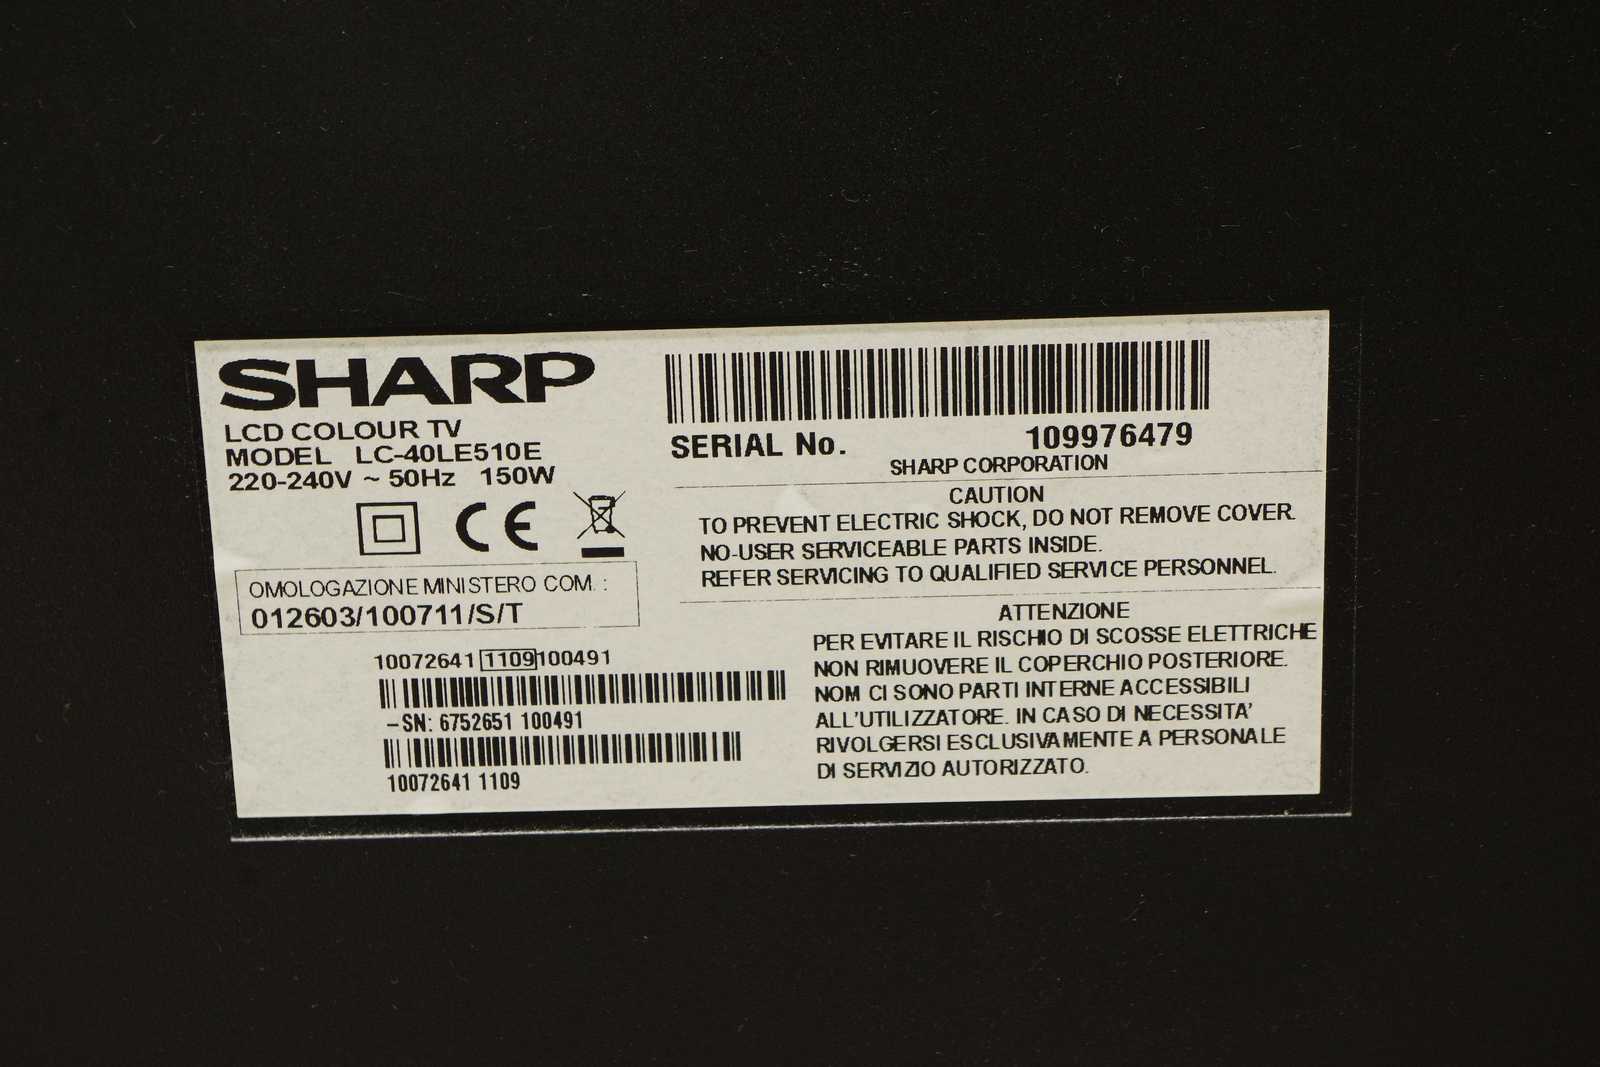 SHARP
LCD COLOUR TV
MODEL LC-40LE510E
220-240V ~ 50Hz 150W
CE
OMOLOGAZIONE MINISTERO COM. :
012603/100711/S/T
10072641 1109 100491
-SN: 6752651 100491
10072641 1109
SERIAL No. 109976479
SHARP CORPORATION
CAUTION
TO PREVENT ELECTRIC SHOCK, DO NOT REMOVE COVER.
NO-USER SERVICEABLE PARTS INSIDE.
REFER SERVICING TO QUALIFIED SERVICE PERSONNEL.
ATTENZIONE
PER EVITARE IL RISCHIO DI SCOSSE ELETTRICHE
NON RIMUOVERE IL COPERCHIO POSTERIORE.
NOM CI SONO PARTI INTERNE ACCESSIBILI
ALL'UTILIZZATORE. IN CASO DI NECESSITA'
RIVOLGERSI ESCLUSIVAMENTE A PERSONALE
DI SERVIZIO AUTORIZZATO.